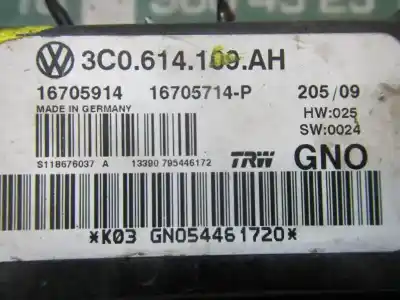 3C0.614.109.AH
16705914 16705714-P 205/09
MADE IN GERMANY HW:025
SW:0024
S118676037 A 13390 795446172 TRW GNO
*K03 GN054461720*